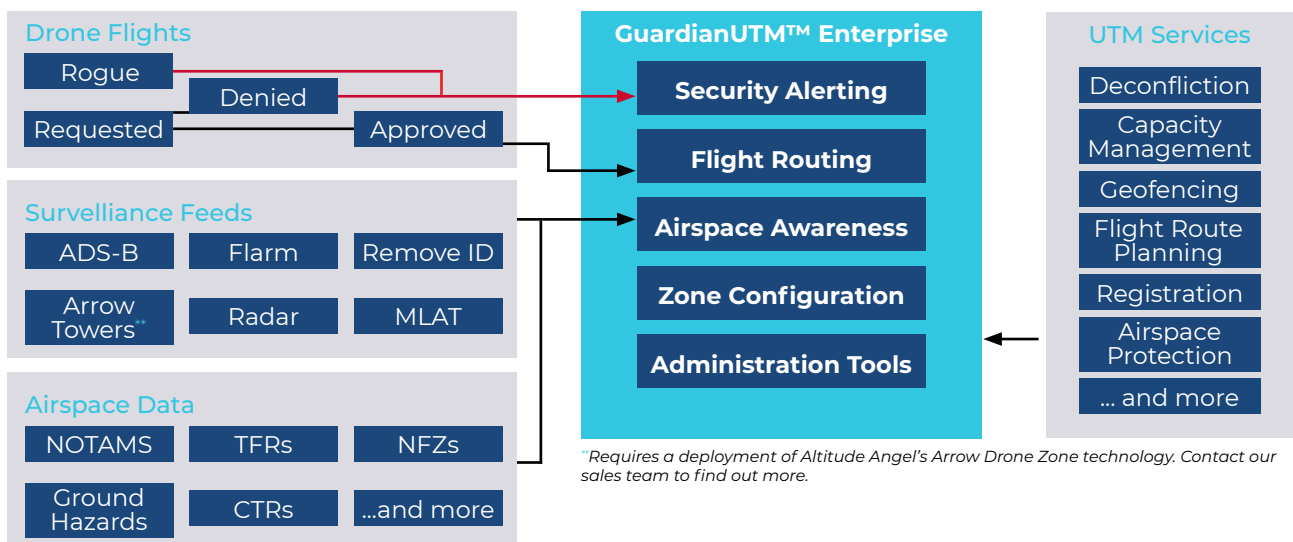 Drone Flights
Rogue
Denied
Requested
Approved
Survelliance Feeds
ADS-B
Flarm
Remove ID
Arrow
Towers**
Radar
MLAT
Airspace Data
NOTAMS
TFRs
NFZs
Ground
Hazards
CTRs
...and more
GuardianUTM™ Enterprise
Security Alerting
Flight Routing
Airspace Awareness
Zone Configuration
Administration Tools
**Requires a deployment of Altitude Angel's Arrow Drone Zone technology. Contact our
sales team to find out more.
UTM Services
Deconfliction
Capacity
Management
Geofencing
Flight Route
Planning
Registration
Airspace
Protection
... and more